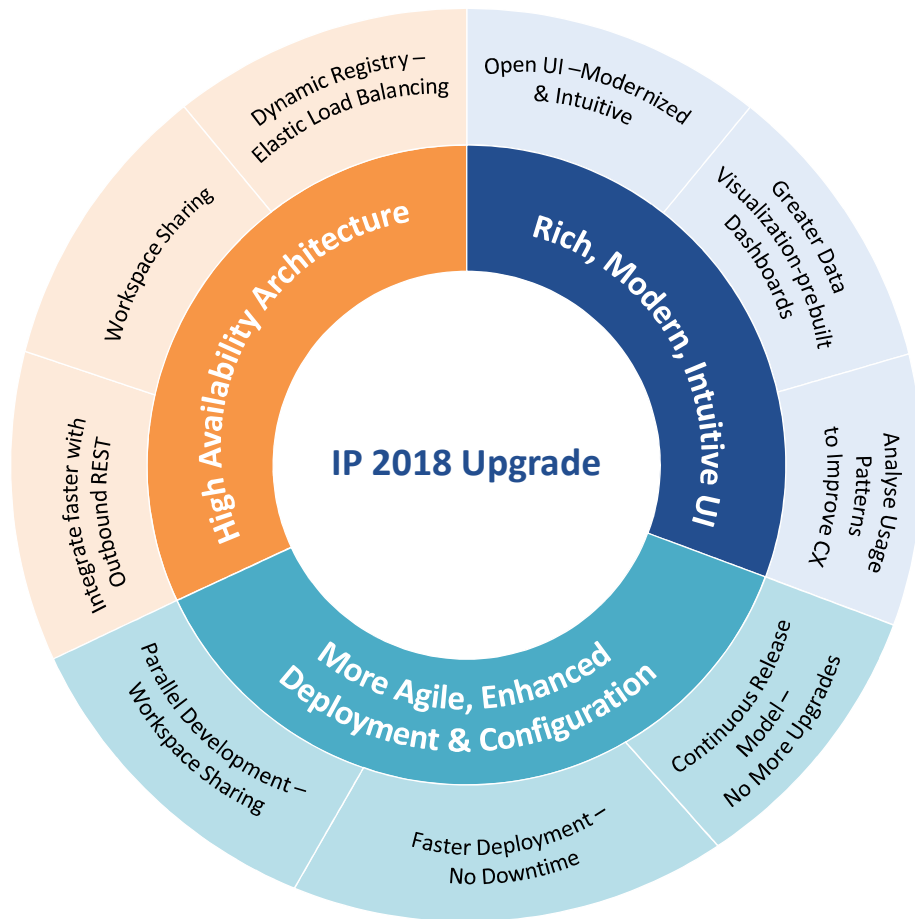 IP 2018 Upgrade
Rich, Modern, Intuitive UI
Open UI –Modernized
& Intuitive
Greater Data
Visualization-prebuilt
Dashboards
Analyse Usage
Patterns
to Improve CX
More Agile, Enhanced
Deployment & Configuration
Continuous Release
Model –
No More Upgrades
Faster Deployment –
No Downtime
Parallel Development –
Workspace Sharing
High Availability Architecture
Integrate faster with
Outbound REST
Workspace Sharing
Dynamic Registry –
Elastic Load Balancing